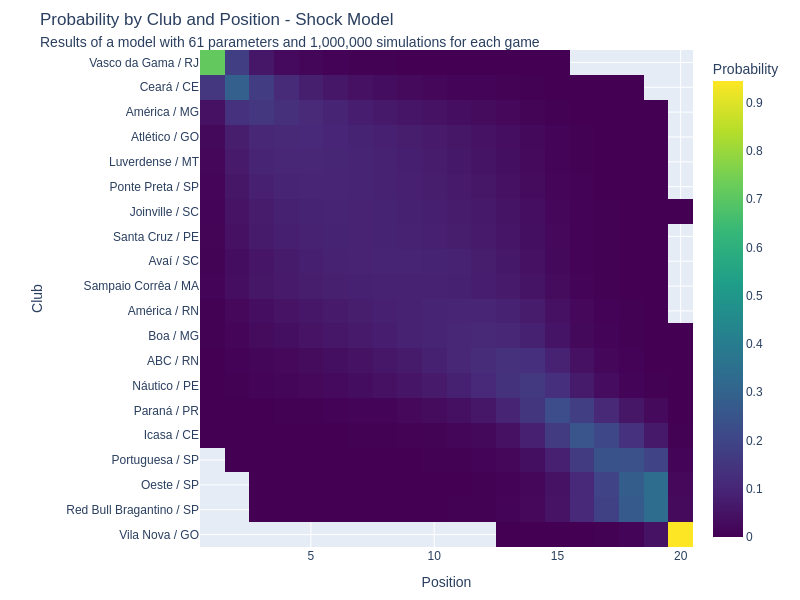 Probability by Club and Position - Shock Model
Results of a model with 61 parameters and 1,000,000 simulations for each game
Vasco da Gama / RJ
Ceará / CE
América / MG
Atlético / GO
Luverdense / MT
Ponte Preta / SP
Joinville / SC
Santa Cruz / PE
Avaí / SC
Sampaio Corrêa / MA
América / RN
Boa / MG
ABC / RN
Náutico / PE
Paraná / PR
Icasa / CE
Portuguesa / SP
Oeste / SP
Red Bull Bragantino / SP
Vila Nova / GO
Club
5
10
15
20
Position
Probability
0.9
0.8
0.7
0.6
0.5
0.4
0.3
0.2
0.1
0